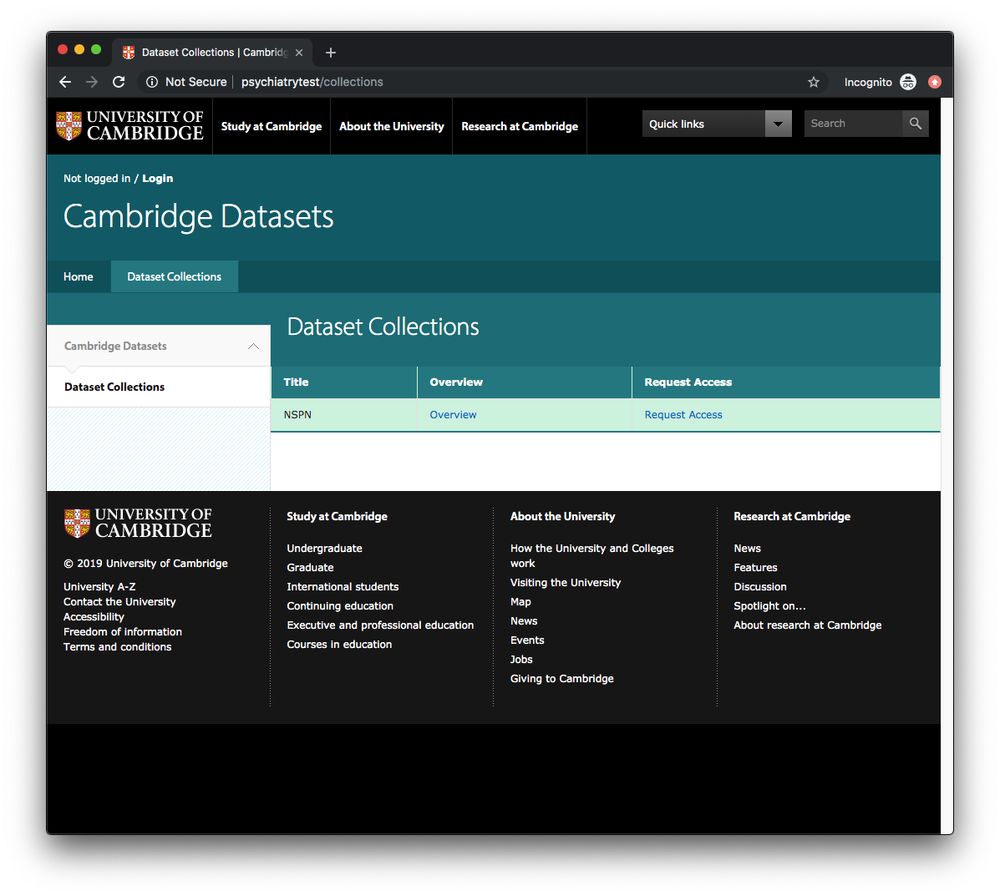 Dataset Collections | Cambridg
Not Secure psychiatrytest/collections
Incognito
UNIVERSITY OF
CAMBRIDGE
Study at Cambridge
About the University
Research at Cambridge
Quick links
Search
Not logged in / Login
Cambridge Datasets
Home
Dataset Collections
Cambridge Datasets
Dataset Collections
Dataset Collections
Title Overview Request Access
NSPN Overview Request Access
UNIVERSITY OF
CAMBRIDGE
© 2019 University of Cambridge
University A-Z
Contact the University
Accessibility
Freedom of information
Terms and conditions
Study at Cambridge
Undergraduate
Graduate
International students
Continuing education
Executive and professional education
Courses in education
About the University
How the University and Colleges
work
Visiting the University
Map
News
Events
Jobs
Giving to Cambridge
Research at Cambridge
News
Features
Discussion
Spotlight on...
About research at Cambridge